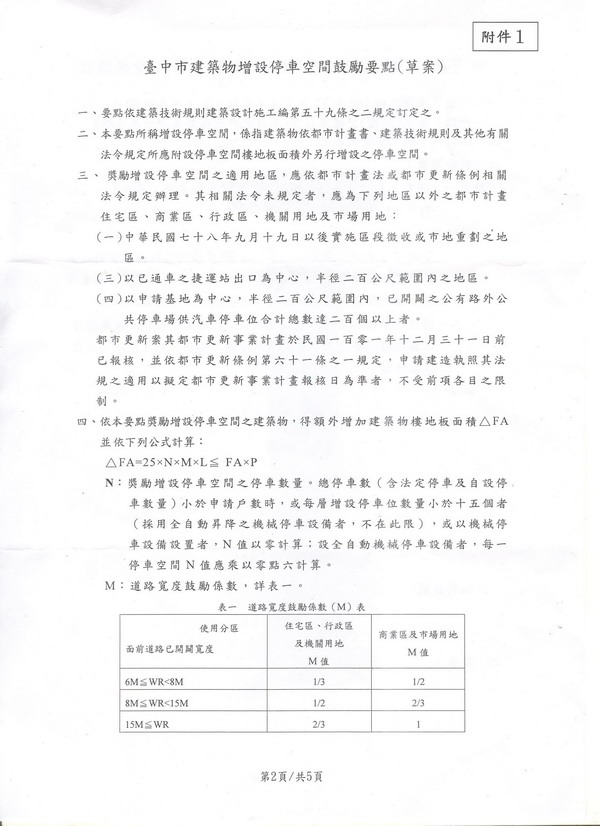 附件1
臺中市建築物增設停車空間鼓勵要點(草案)
一、要點依建築技術規則建築設計施工編第五十九條之二規定訂定之。
二、本要點所稱增設停車空間，係指建築物依都市計畫書、建築技術規則及其他有關
法令規定所應附設停車空間樓地板面積外另行增設之停車空間。
三、獎勵增設停車空間之適用地區，應依都市計畫法或都市更新條例相關
法令規定辦理。其相關法令未規定者，應為下列地區以外之都市計畫
住宅區、商業區、行政區、機關用地及市場用地：
(一)中華民國七十八年九月十九日以後實施區段徵收或市地重劃之地
區。
(三)以已通車之捷運站出口為中心，半徑二百公尺範圍內之地區。
(四)以申請基地為中心，半徑二百公尺範圍內，已開闢之公有路外公
共停車場供汽車停車位合計總數達二百個以上者。
都市更新案其都市更新事業計畫於民國一百零一年十二月三十一日前
已報核，並依都市更新條例第六十一條之一規定，申請建造執照其法
規之適用以擬定都市更新事業計畫報核日為準者，不受前項各目之限
制。
四、依本要點獎勵增設停車空間之建築物，得額外增加建築物樓地板面積△FA
並依下列公式計算：
△FA=25×N×M×L≦ FA×P
N：獎勵增設停車空間之停車數量。總停車數（含法定停車及自設停
車數量）小於申請戶數時，或每層增設停車位數量小於十五個者
（採用全自動昇降之機械停車設備者，不在此限），或以機械停
車設備設置者，N值以零計算；設全自動機械停車設備者，每一
停車空間N值應乘以零點六計算。
M：道路寬度鼓勵係數，詳表一。
表一　道路寬度鼓勵係數（M）表
使用分區 住宅區、行政區 商業區及市場用地
面前道路已開闢寬度 及機關用地 M值
M值
6M≦WR<8M 1/3 1/2
8M≦WR<15M 1/2 2/3
15M≦WR 2/3 1
第2頁/共5頁